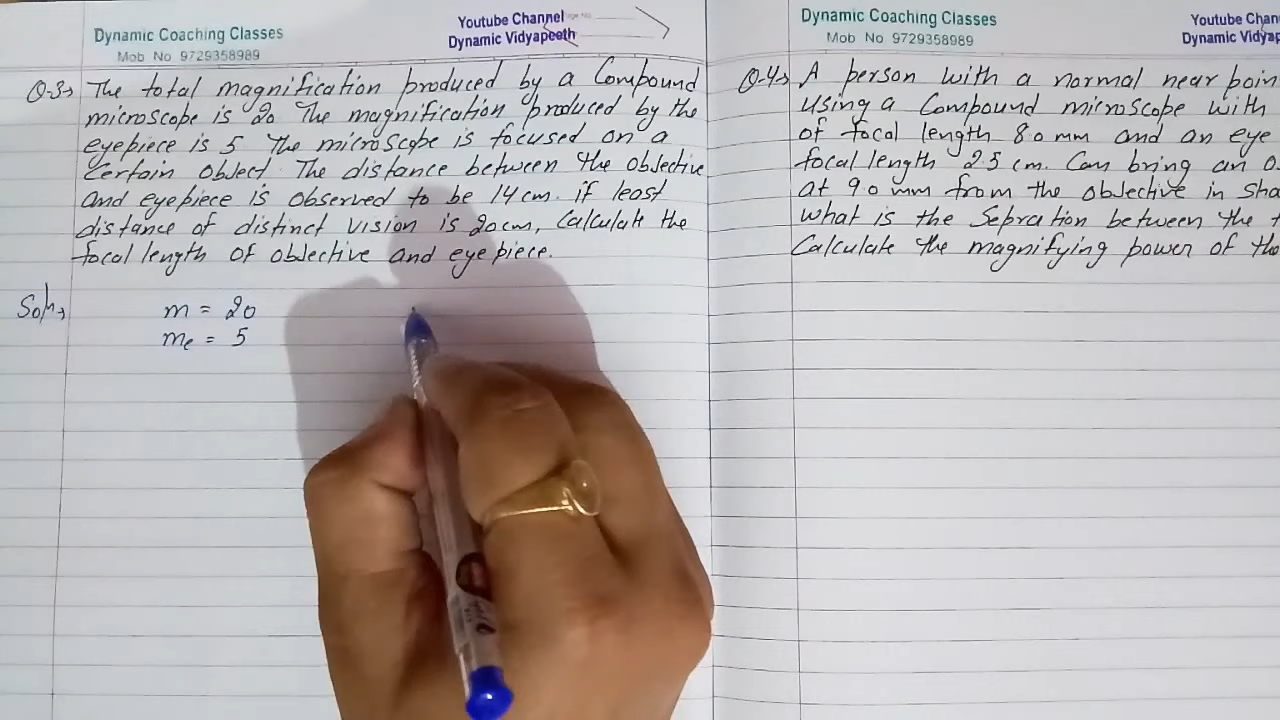 Dynamic Coaching Classes
Mob No 9729358989
Youtube Channel
Dynamic Vidyapeeth
Q-3→ The total magnification produced by a Compound
microscope is 20 The magnification produced by the
eyepiece is 5 The microscope is focused on a
Certain object The distance between the objective
and eyepiece is observed to be 14 cm. if least
distance of distinct vision is 20cm, Calculate the
focal length of objective and eye piece.
Soln→
m = 20
me = 5
Dynamic Coaching Classes
Mob No 9729358989
Youtube Chan
Dynamic Vidyap
Q-4→ A person with a normal near poin
using a Compound microscope with
of focal length 8.0 mm and an eye
focal length 2.5 cm. Can bring an o
at 9.0 mm from the objective in sha
what is the Sepration between the
Calculate the magnifying power of the